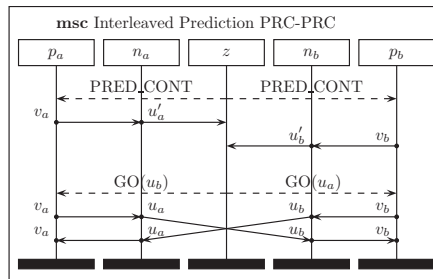 msc Interleaved Prediction PRC-PRC
p_a n_a z n_b p_b
PRED_CONT PRED_CONT
v_a u'_a
u'_b v_b
GO(u_b) GO(u_a)
v_a u_a u_b v_b
v_a u_a u_b v_b